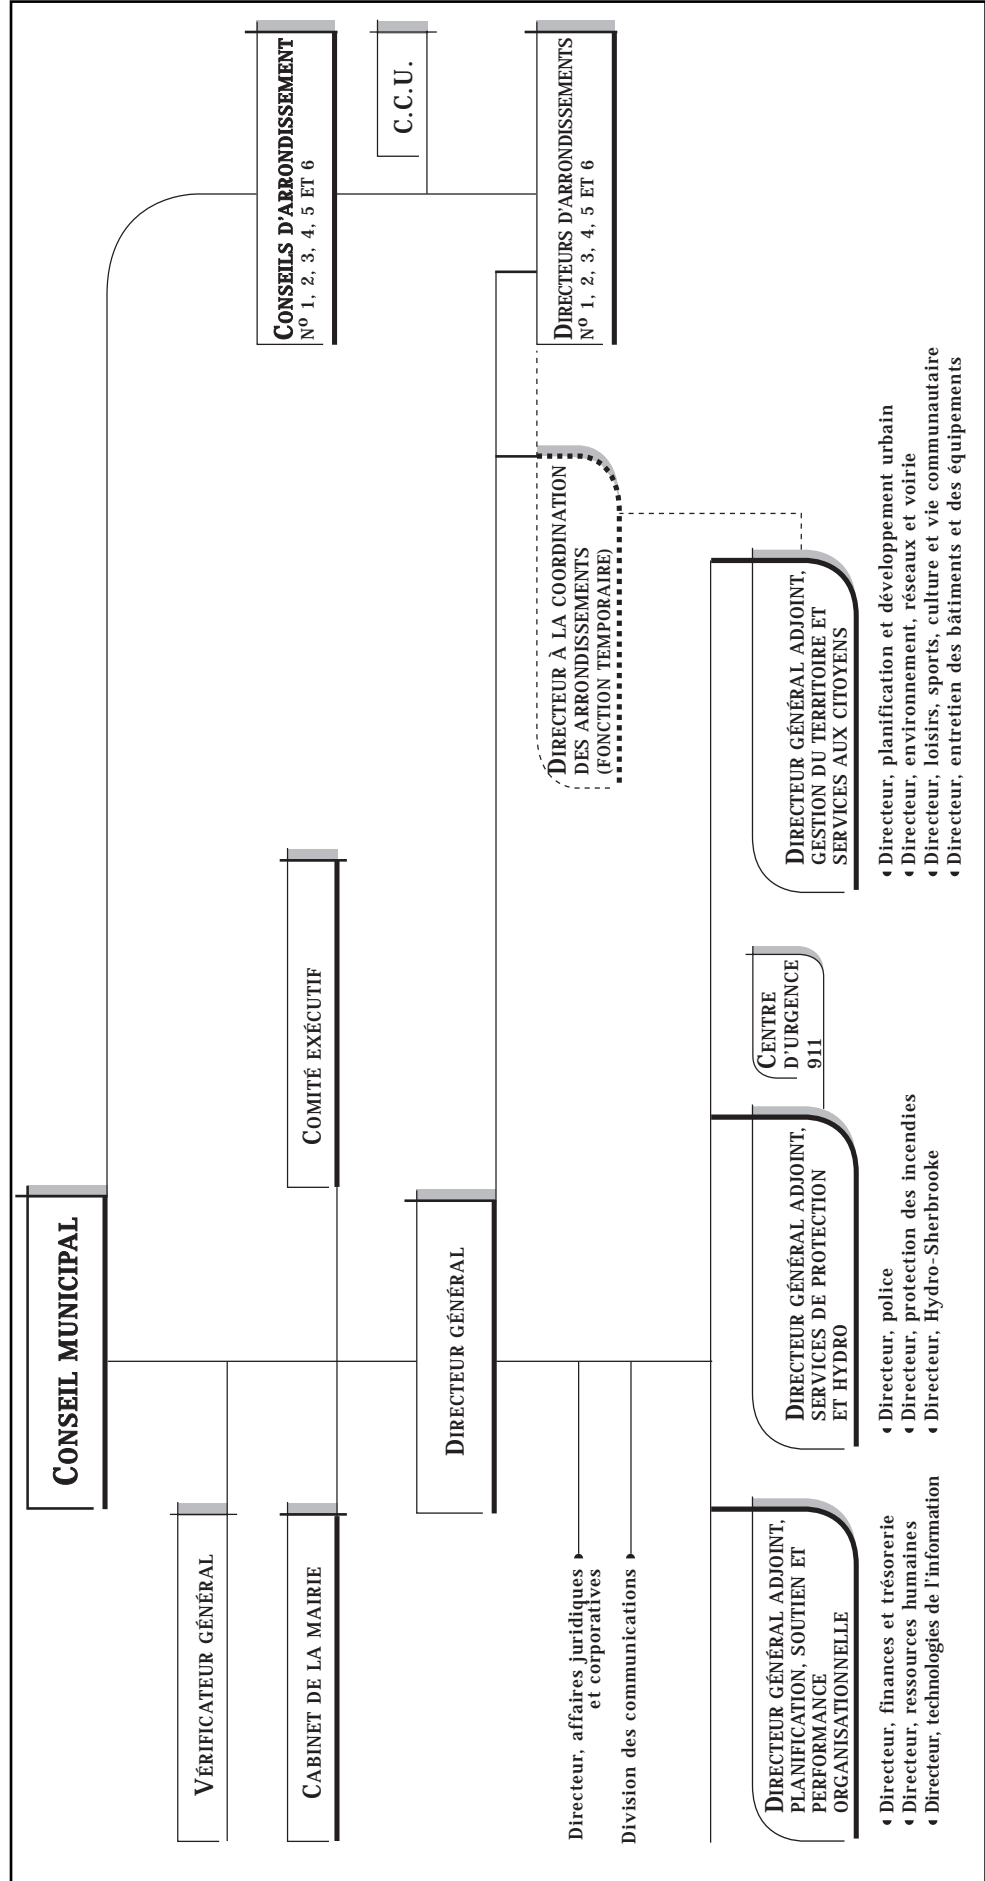 CONSEIL MUNICIPAL
VÉRIFICATEUR GÉNÉRAL
CABINET DE LA MAIRIE
COMITÉ EXÉCUTIF
CONSEILS D'ARRONDISSEMENT
Nº 1, 2, 3, 4, 5 ET 6
C.C.U.
DIRECTEUR GÉNÉRAL
DIRECTEURS D'ARRONDISSEMENTS
Nº 1, 2, 3, 4, 5 ET 6
DIRECTEUR À LA COORDINATION
DES ARRONDISSEMENTS
(FONCTION TEMPORAIRE)
Directeur, affaires juridiques
et corporatives
Division des communications
DIRECTEUR GÉNÉRAL ADJOINT,
PLANIFICATION, SOUTIEN ET
PERFORMANCE
ORGANISATIONNELLE
Directeur, finances et trésorerie
Directeur, ressources humaines
Directeur, technologies de l'information
DIRECTEUR GÉNÉRAL ADJOINT,
SERVICES DE PROTECTION
ET HYDRO
Directeur, police
Directeur, protection des incendies
Directeur, Hydro-Sherbrooke
CENTRE
D'URGENCE
911
DIRECTEUR GÉNÉRAL ADJOINT,
GESTION DU TERRITOIRE ET
SERVICES AUX CITOYENS
Directeur, planification et développement urbain
Directeur, environnement, réseaux et voirie
Directeur, loisirs, sports, culture et vie communautaire
Directeur, entretien des bâtiments et des équipements